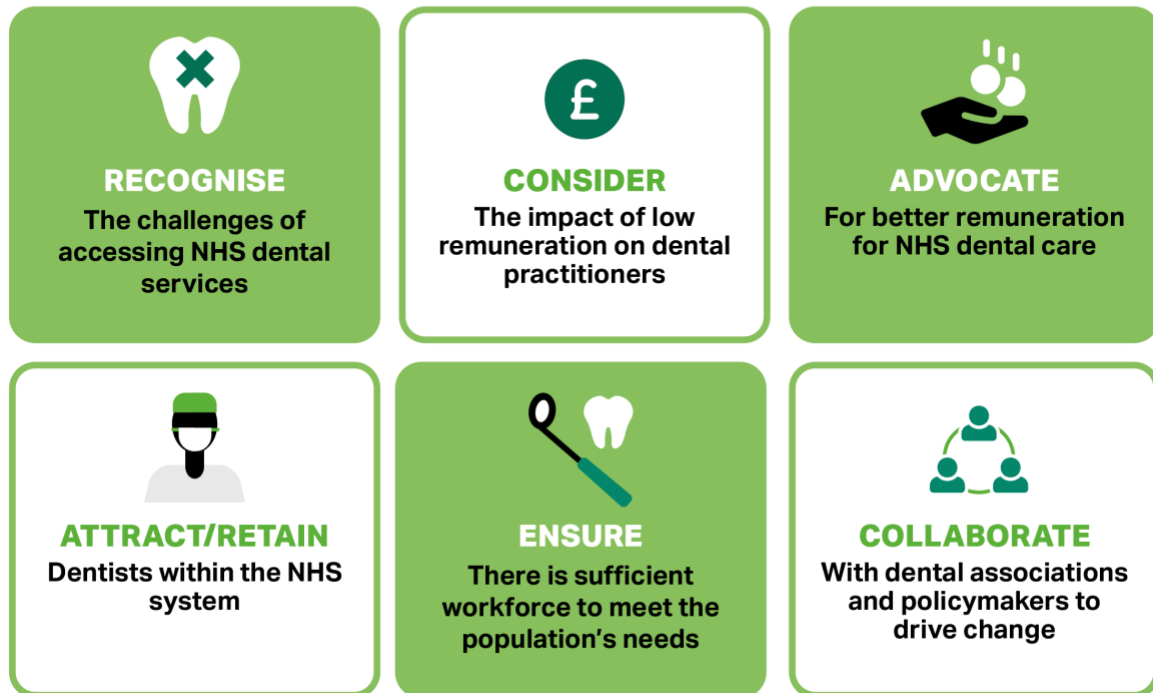 RECOGNISE
The challenges of
accessing NHS dental
services
£
CONSIDER
The impact of low
remuneration on dental
practitioners
ADVOCATE
For better remuneration
for NHS dental care
ATTRACT/RETAIN
Dentists within the NHS
system
ENSURE
There is sufficient
workforce to meet the
population’s needs
COLLABORATE
With dental associations
and policymakers to
drive change